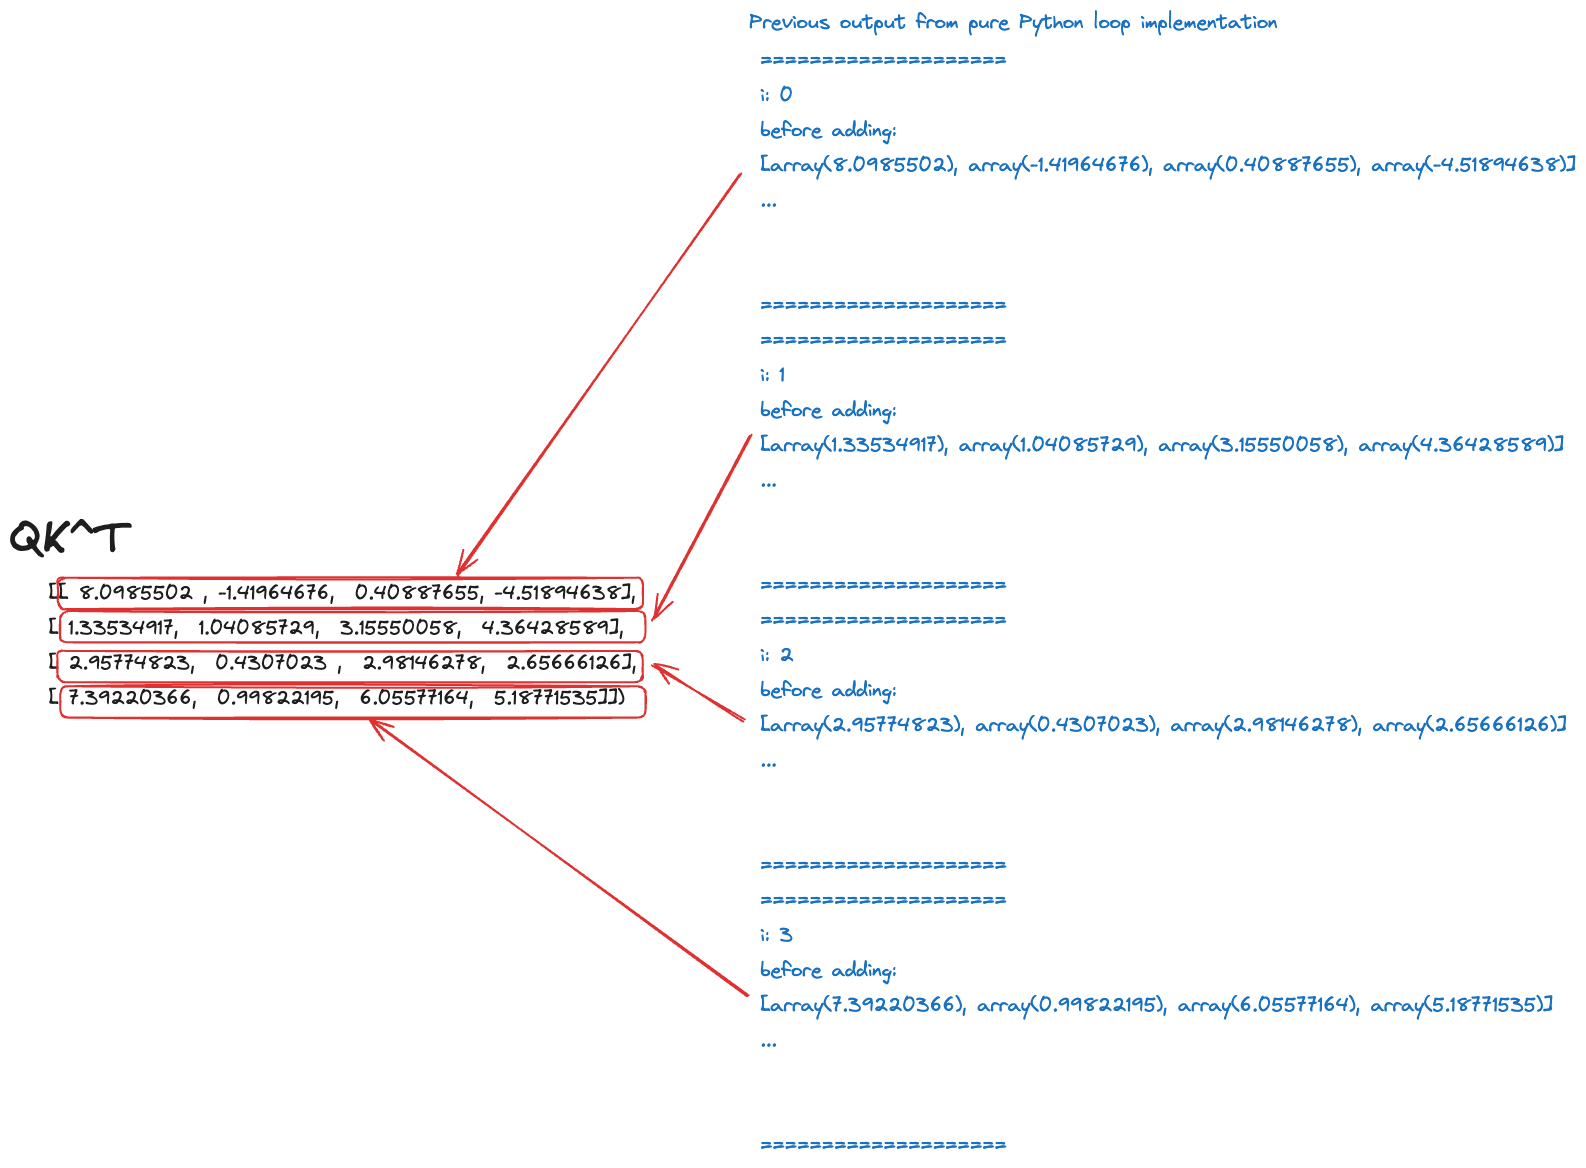 Previous output from pure Python loop implementation
====================
i: 0
before adding:
[array(8.0985502), array(-1.41964676), array(0.40887655), array(-4.51894638)]
...
====================
====================
i: 1
before adding:
[array(1.33534917), array(1.04085729), array(3.15550058), array(4.36428589)]
...
QK^T
[[ 8.0985502 , -1.41964676, 0.40887655, -4.51894638],
[ 1.33534917, 1.04085729, 3.15550058, 4.36428589],
[ 2.95774823, 0.4307023 , 2.98146278, 2.65666126],
[ 7.39220366, 0.99822195, 6.05577164, 5.18771535]])
====================
====================
i: 2
before adding:
[array(2.95774823), array(0.4307023), array(2.98146278), array(2.65666126)]
...
====================
====================
i: 3
before adding:
[array(7.39220366), array(0.99822195), array(6.05577164), array(5.18771535)]
...
====================